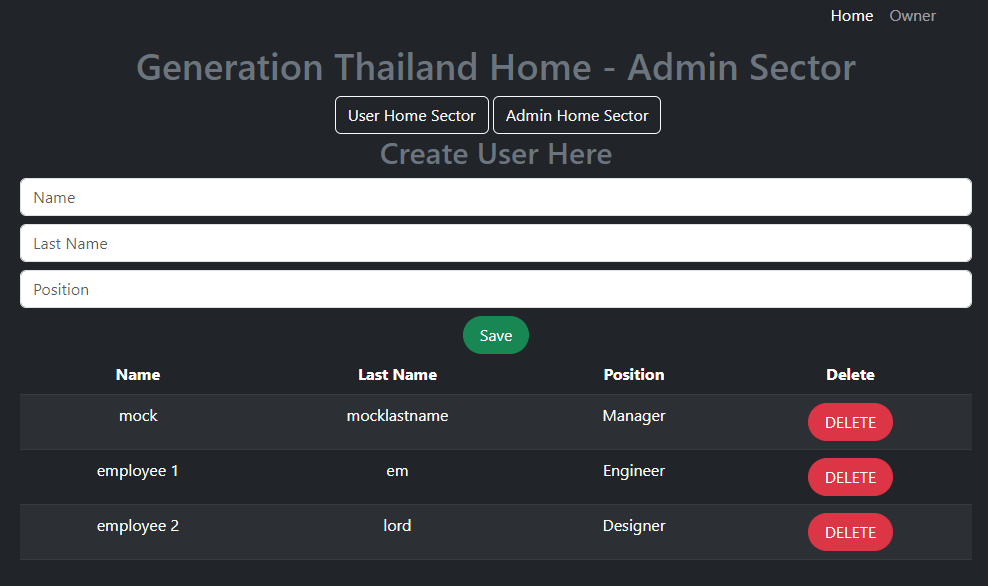 Home Owner
Generation Thailand Home - Admin Sector
User Home Sector Admin Home Sector
Create User Here
Name
Last Name
Position
Save
Name Last Name Position Delete
mock mocklastname Manager DELETE
employee 1 em Engineer DELETE
employee 2 lord Designer DELETE